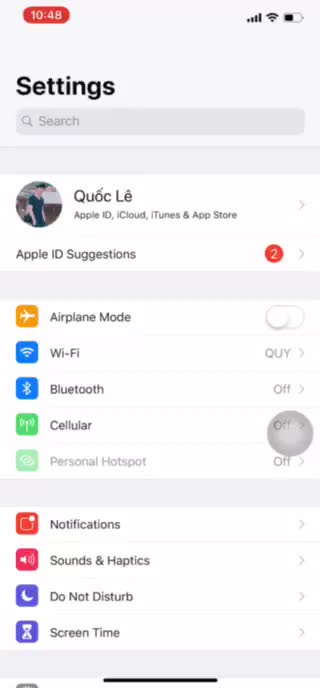 10:48
Settings
Search
Quốc Lê
Apple ID, iCloud, iTunes & App Store
Apple ID Suggestions 2
Airplane Mode
Wi-Fi QUY
Bluetooth Off
Cellular Off
Personal Hotspot Off
Notifications
Sounds & Haptics
Do Not Disturb
Screen Time